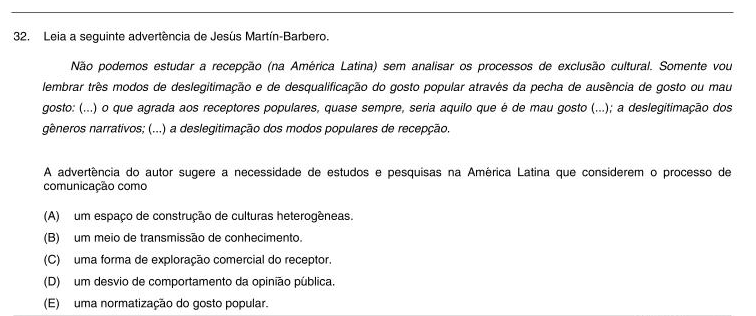 32. Leia a seguinte advertência de Jesús Martín-Barbero.
Não podemos estudar a recepção (na América Latina) sem analisar os processos de exclusão cultural. Somente vou
lembrar três modos de deslegitimação e de desqualificação do gosto popular através da pecha de ausência de gosto ou mau
gosto: (...) o que agrada aos receptores populares, quase sempre, seria aquilo que é de mau gosto (...); a deslegitimação dos
gêneros narrativos; (...) a deslegitimação dos modos populares de recepção.
A advertência do autor sugere a necessidade de estudos e pesquisas na América Latina que considerem o processo de
comunicação como
(A) um espaço de construção de culturas heterogêneas.
(B) um meio de transmissão de conhecimento.
(C) uma forma de exploração comercial do receptor.
(D) um desvio de comportamento da opinião pública.
(E) uma normatização do gosto popular.